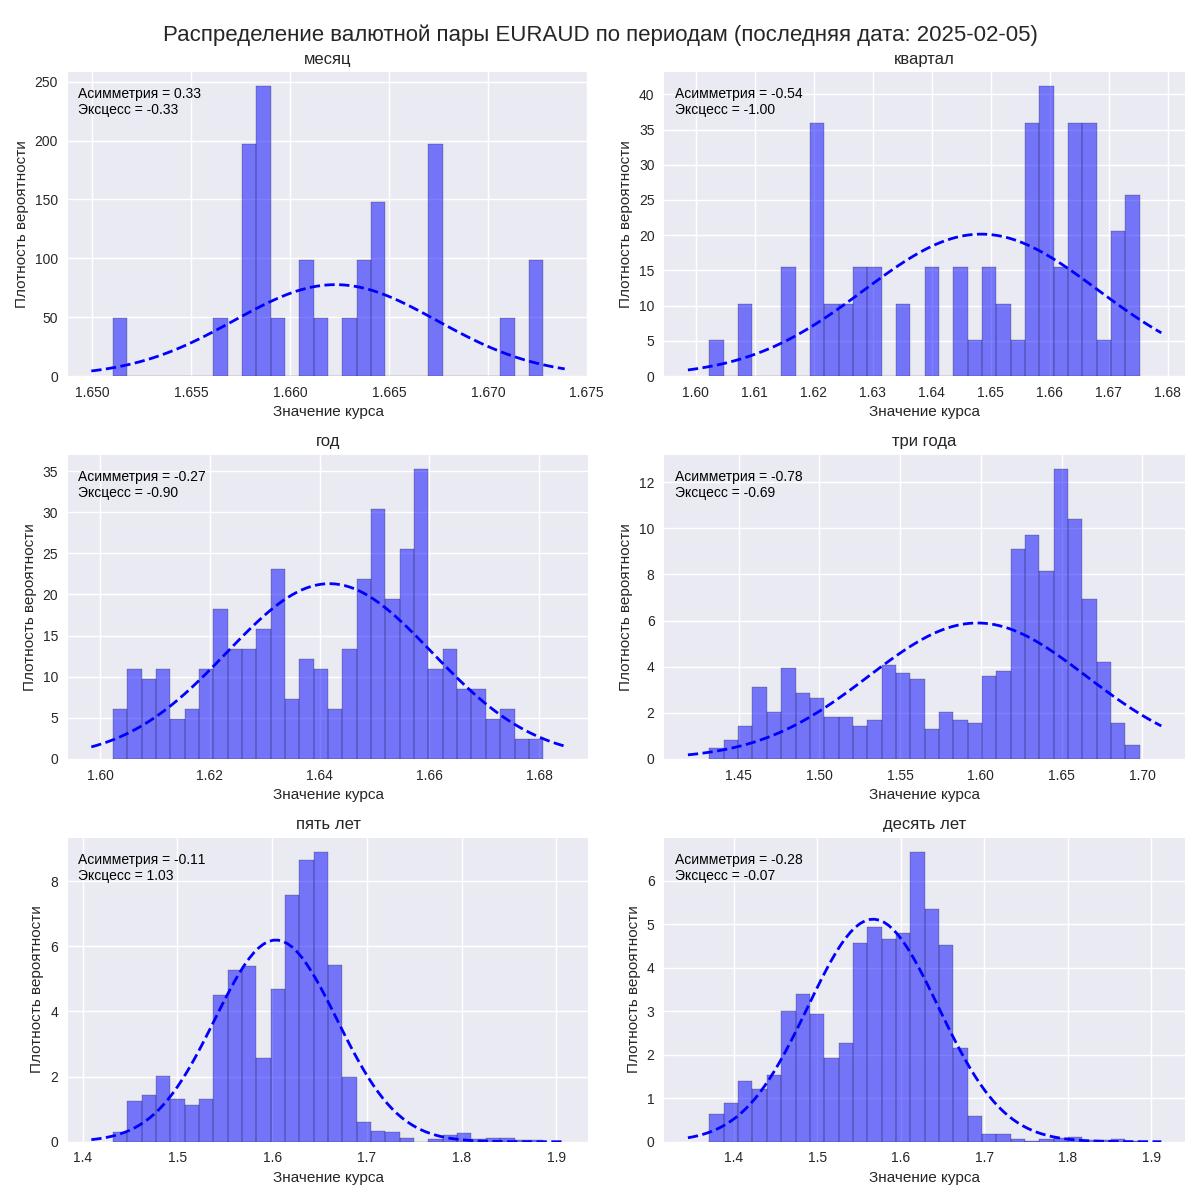 Распределение валютной пары EURAUD по периодам (последняя дата: 2025-02-05)
месяц
Асимметрия = 0.33
Эксцесс = -0.33
Плотность вероятности
250
200
150
100
50
0
1.650 1.655 1.660 1.665 1.670 1.675
Значение курса
квартал
Асимметрия = -0.54
Эксцесс = -1.00
Плотность вероятности
40
35
30
25
20
15
10
5
0
1.60 1.61 1.62 1.63 1.64 1.65 1.66 1.67 1.68
Значение курса
год
Асимметрия = -0.27
Эксцесс = -0.90
Плотность вероятности
35
30
25
20
15
10
5
0
1.60 1.62 1.64 1.66 1.68
Значение курса
три года
Асимметрия = -0.78
Эксцесс = -0.69
Плотность вероятности
12
10
8
6
4
2
0
1.45 1.50 1.55 1.60 1.65 1.70
Значение курса
пять лет
Асимметрия = -0.11
Эксцесс = 1.03
Плотность вероятности
8
6
4
2
0
1.4 1.5 1.6 1.7 1.8 1.9
Значение курса
десять лет
Асимметрия = -0.28
Эксцесс = -0.07
Плотность вероятности
6
5
4
3
2
1
0
1.4 1.5 1.6 1.7 1.8 1.9
Значение курса